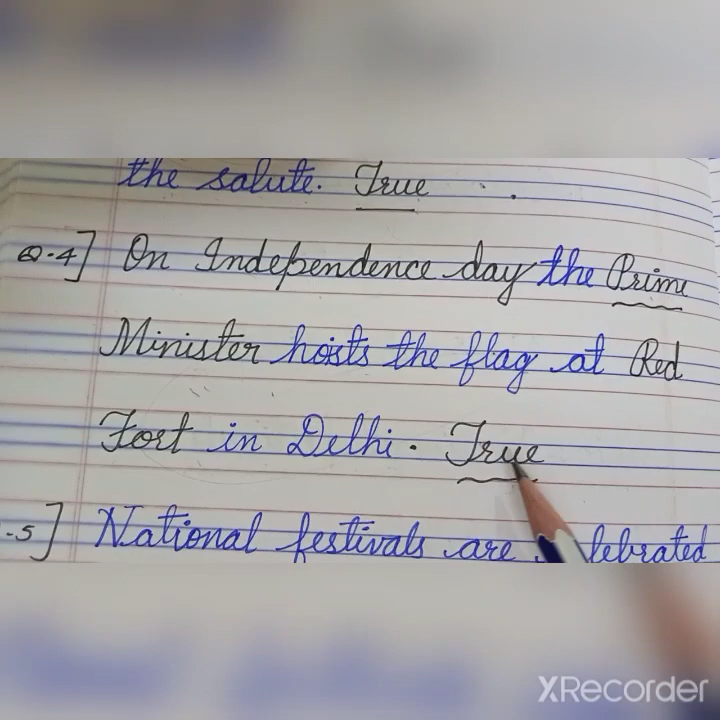 the salute. True
Q.4] On Independence day the Prime
Minister hoists the flag at Red
Fort in Delhi. True
.5] National festivals are lebrated
XRecorder